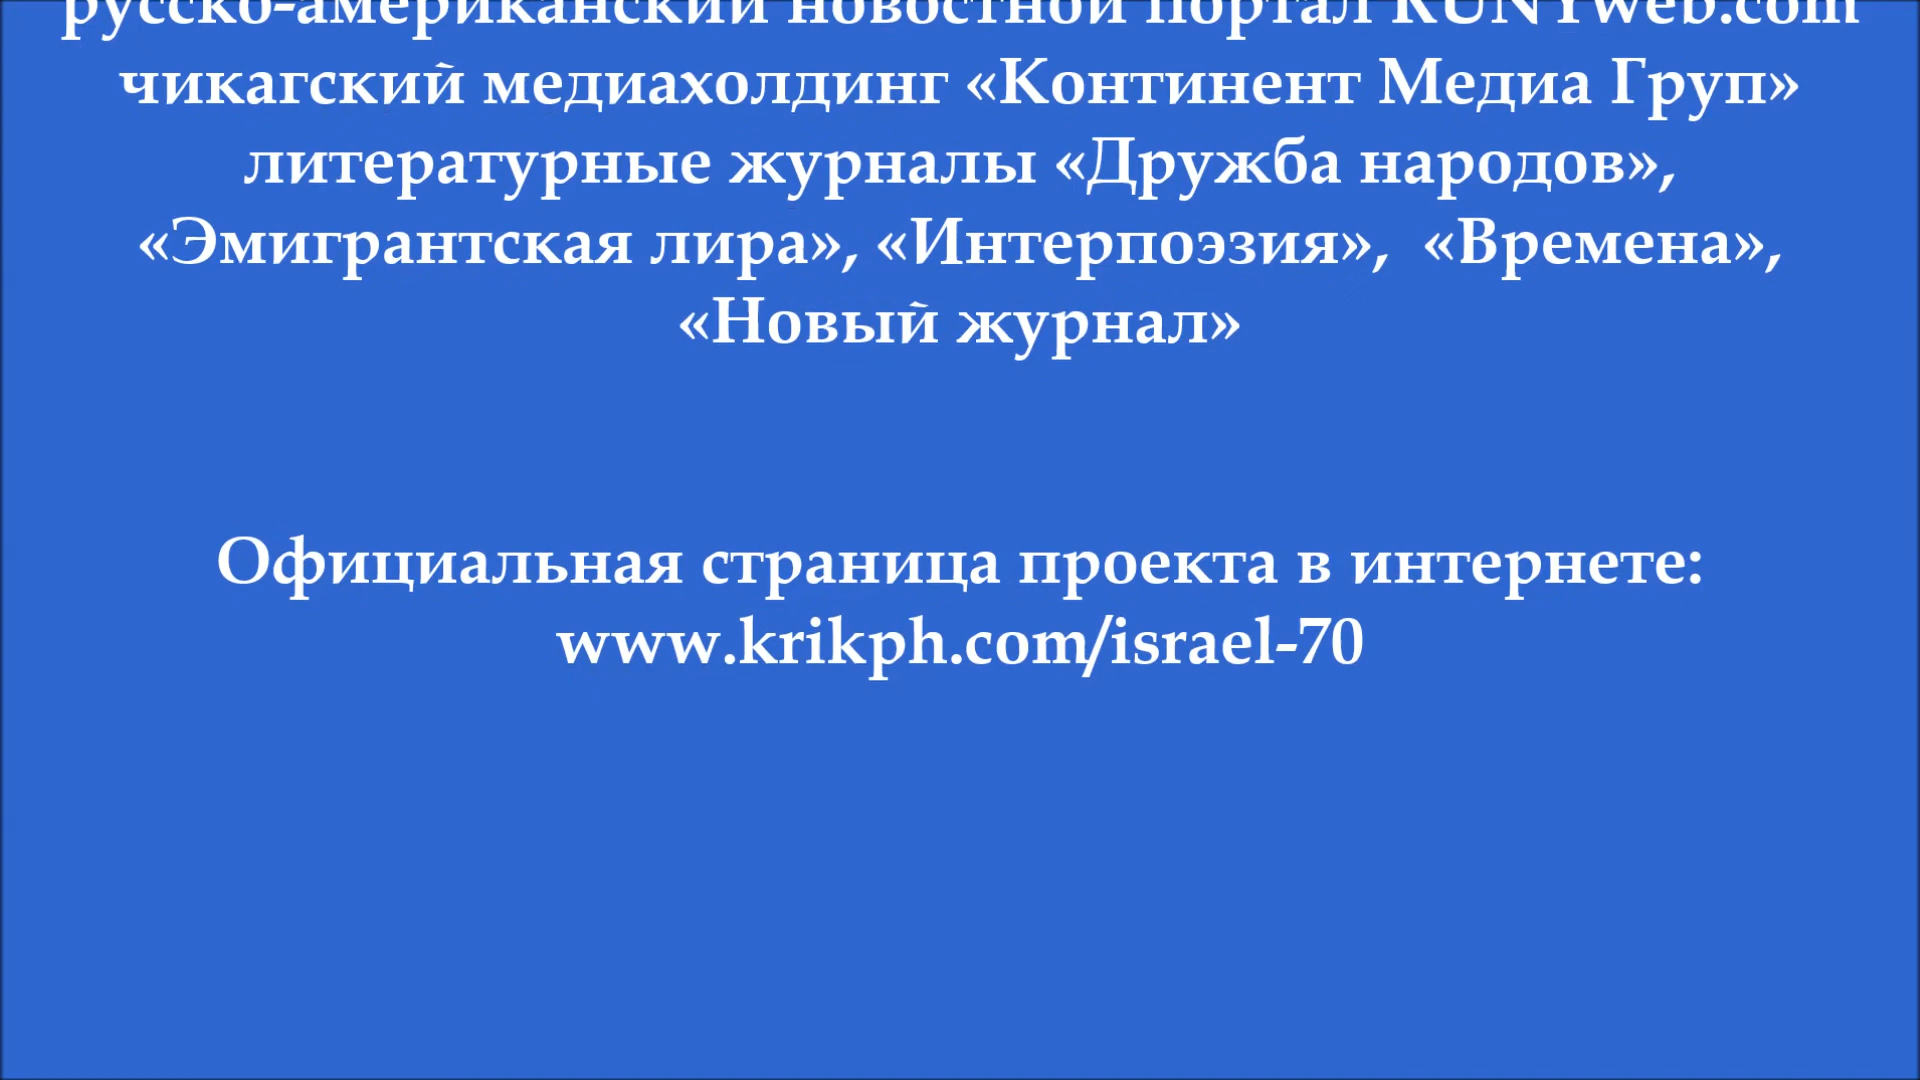 русско-американский новостной портал RUNYweb.com
чикагский медиахолдинг «Континент Медиа Груп»
литературные журналы «Дружба народов»,
«Эмигрантская лира», «Интерпоэзия», «Времена»,
«Новый журнал»
Официальная страница проекта в интернете:
www.krikph.com/israel-70